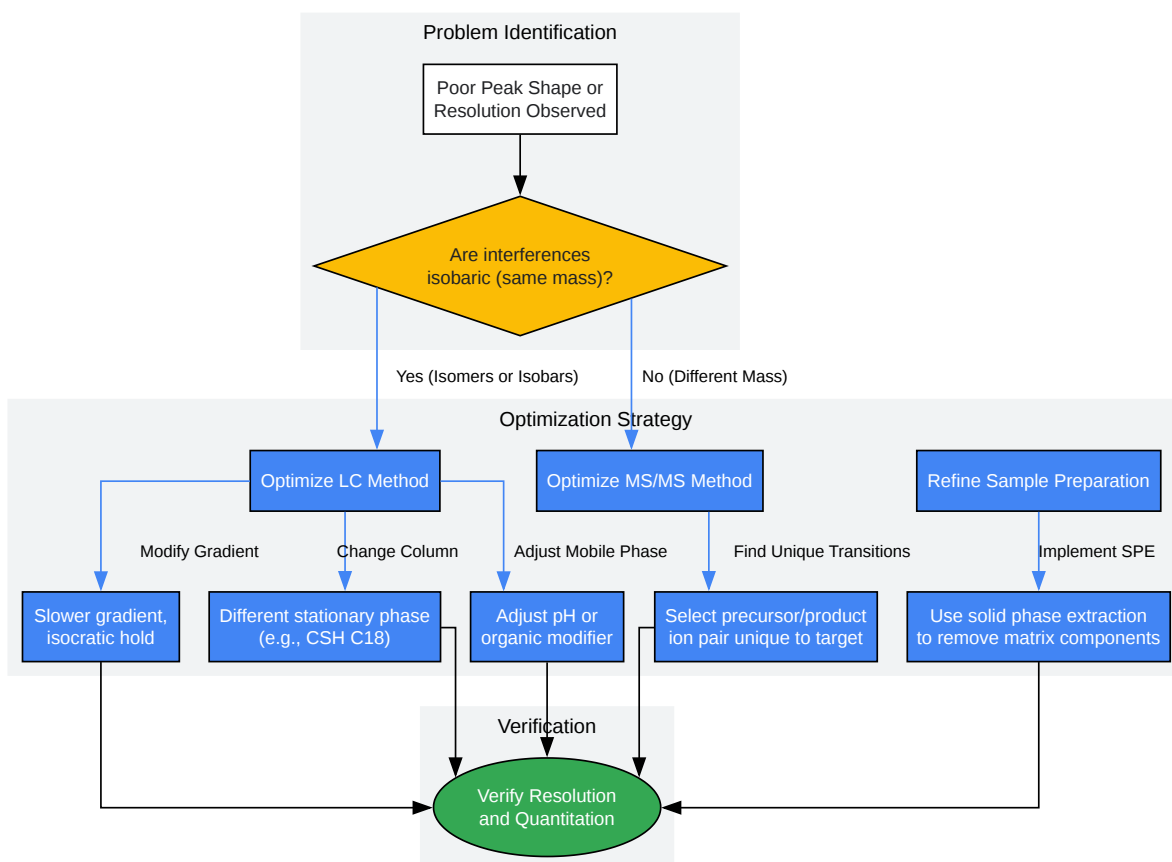 Problem Identification
Poor Peak Shape or
Resolution Observed
Are interferences
isobaric (same mass)?
Yes (Isomers or Isobars)
No (Different Mass)
Optimization Strategy
Optimize LC Method
Optimize MS/MS Method
Refine Sample Preparation
Modify Gradient
Change Column
Adjust Mobile Phase
Find Unique Transitions
Implement SPE
Slower gradient,
isocratic hold
Different stationary phase
(e.g., CSH C18)
Adjust pH or
organic modifier
Select precursor/product
ion pair unique to target
Use solid phase extraction
to remove matrix components
Verification
Verify Resolution
and Quantitation